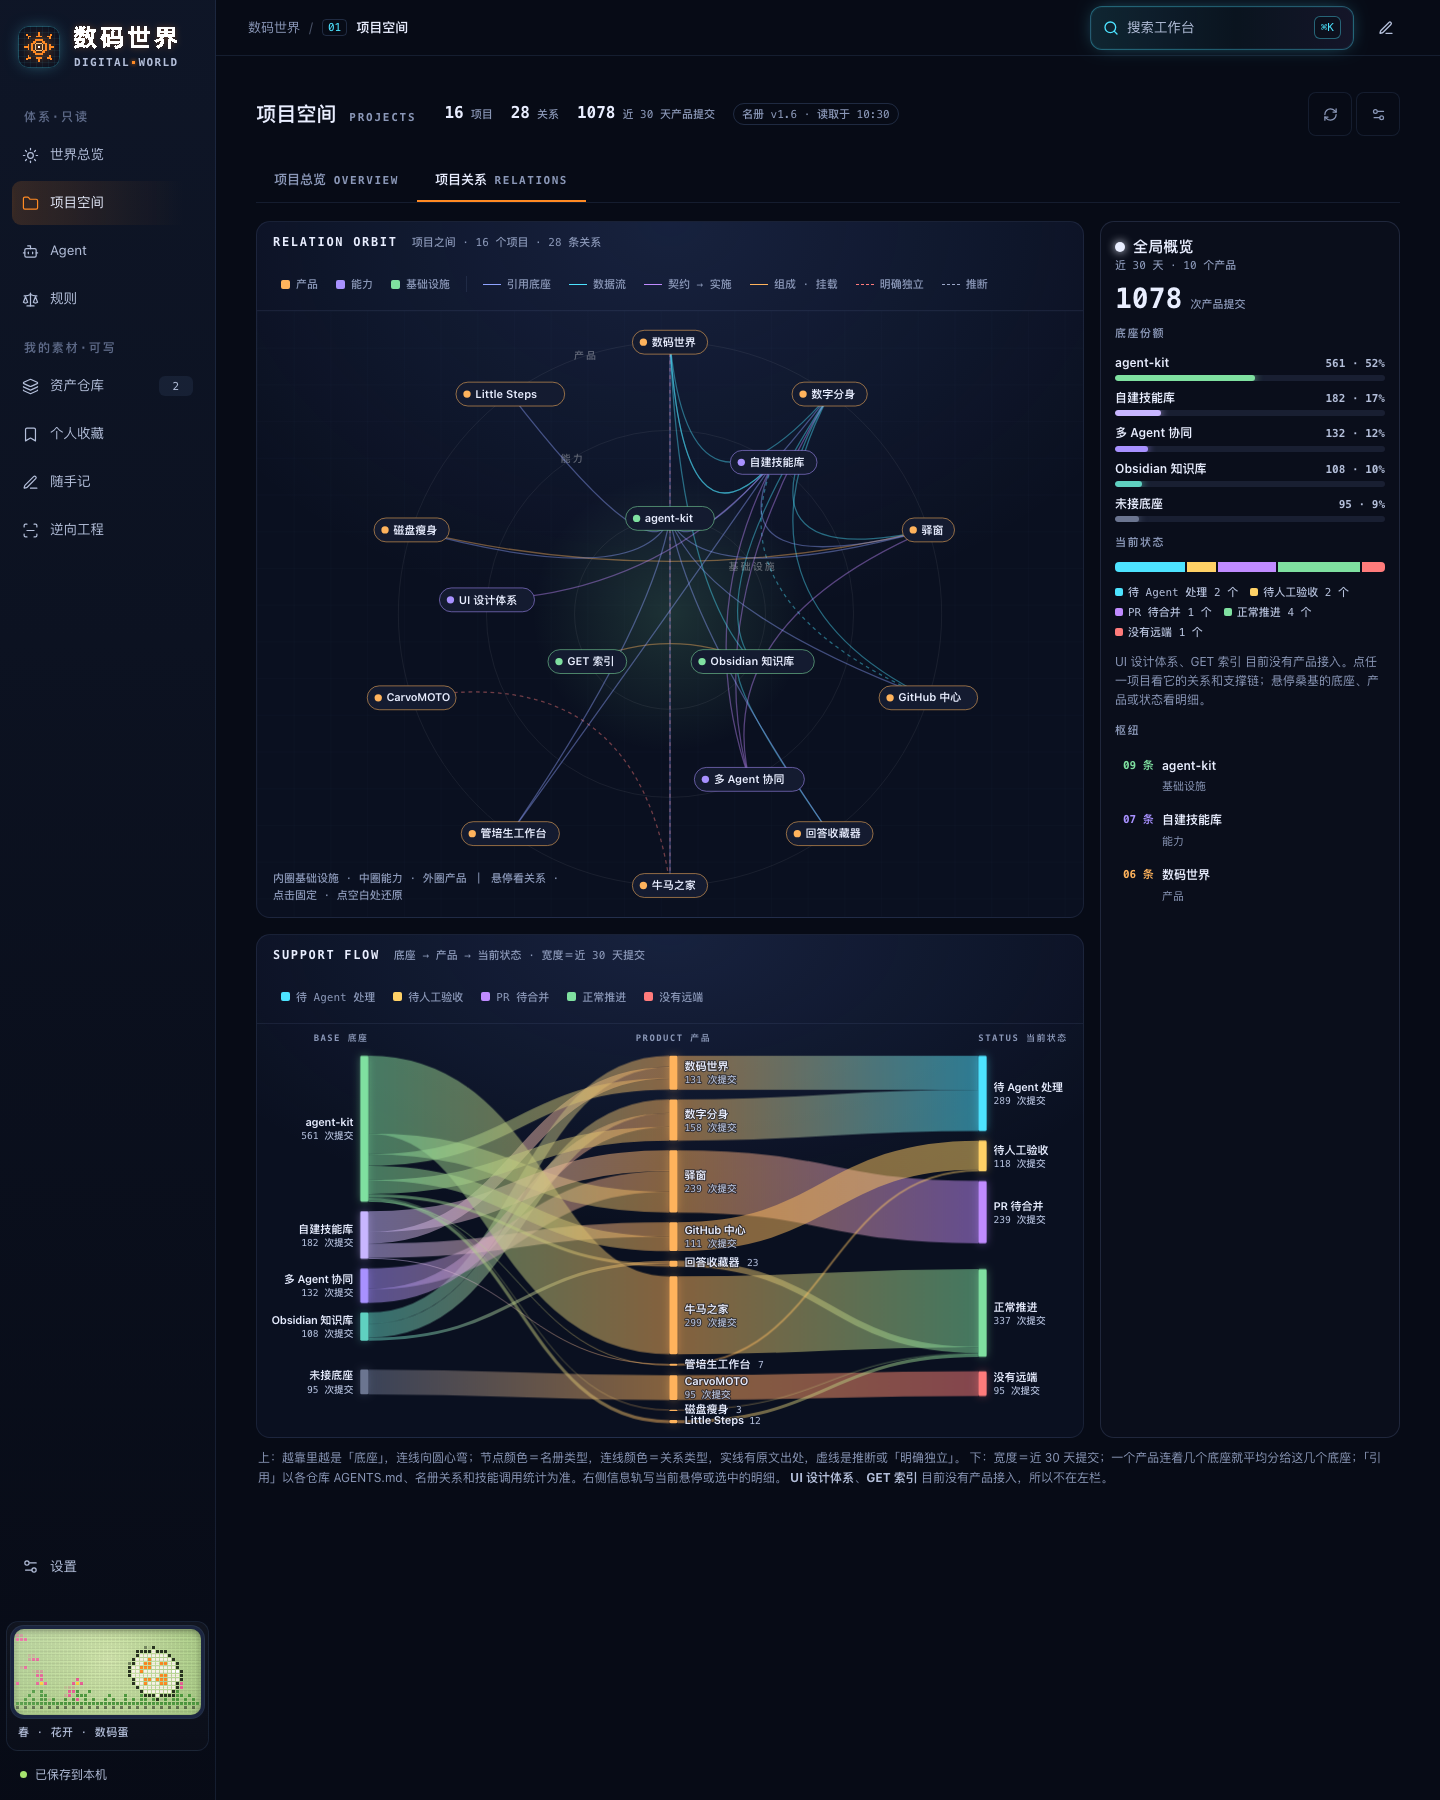 数码世界
DIGITAL WORLD
体系·只读
世界总览
项目空间
Agent
规则
我的素材·可写
资产仓库 2
个人收藏
随手记
逆向工程
设置
春 · 花开 · 数码蛋
已保存到本机
数码世界 / 01 项目空间
搜索工作台 ⌘K
项目空间 PROJECTS 16 项目 28 关系 1078 近 30 天产品提交 名册 v1.6 · 读取于 10:30
项目总览 OVERVIEW
项目关系 RELATIONS
RELATION ORBIT 项目之间 · 16 个项目 · 28 条关系
产品 能力 基础设施 引用底座 数据流 契约 → 实施 组成 · 挂载 明确独立 推断
数码世界
产品
Little Steps
数字分身
能力
自建技能库
agent-kit
磁盘瘦身
驿窗
基础设施
UI 设计体系
GET 索引
Obsidian 知识库
CarvoMOTO
GitHub 中心
多 Agent 协同
管培生工作台
回答收藏器
牛马之家
内圈基础设施 · 中圈能力 · 外圈产品 | 悬停看关系 ·
点击固定 · 点空白处还原
全局概览
近 30 天 · 10 个产品
1078 次产品提交
底座份额
agent-kit 561 · 52%
自建技能库 182 · 17%
多 Agent 协同 132 · 12%
Obsidian 知识库 108 · 10%
未接底座 95 · 9%
当前状态
待 Agent 处理 2 个 待人工验收 2 个
PR 待合并 1 个 正常推进 4 个
没有远端 1 个
UI 设计体系、GET 索引 目前没有产品接入。点任
一项目看它的关系和支撑链；悬停桑基的底座、产
品或状态看明细。
枢纽
09 条 agent-kit
基础设施
07 条 自建技能库
能力
06 条 数码世界
产品
SUPPORT FLOW 底座 → 产品 → 当前状态 · 宽度＝近 30 天提交
待 Agent 处理 待人工验收 PR 待合并 正常推进 没有远端
BASE 底座
PRODUCT 产品
STATUS 当前状态
agent-kit
561 次提交
自建技能库
182 次提交
多 Agent 协同
132 次提交
Obsidian 知识库
108 次提交
未接底座
95 次提交
数码世界
131 次提交
数字分身
158 次提交
驿窗
239 次提交
GitHub 中心
111 次提交
回答收藏器 23
牛马之家
299 次提交
管培生工作台 7
CarvoMOTO
95 次提交
磁盘瘦身 3
Little Steps 12
待 Agent 处理
289 次提交
待人工验收
118 次提交
PR 待合并
239 次提交
正常推进
337 次提交
没有远端
95 次提交
上：越靠里越是「底座」，连线向圆心弯；节点颜色＝名册类型，连线颜色＝关系类型，实线有原文出处，虚线是推断或「明确独立」。 下：宽度＝近 30 天提交；一个产品连着几个底座就平均分给这几个底座；「引
用」以各仓库 AGENTS.md、名册关系和技能调用统计为准。右侧信息轨写当前悬停或选中的明细。 UI 设计体系、GET 索引 目前没有产品接入，所以不在左栏。